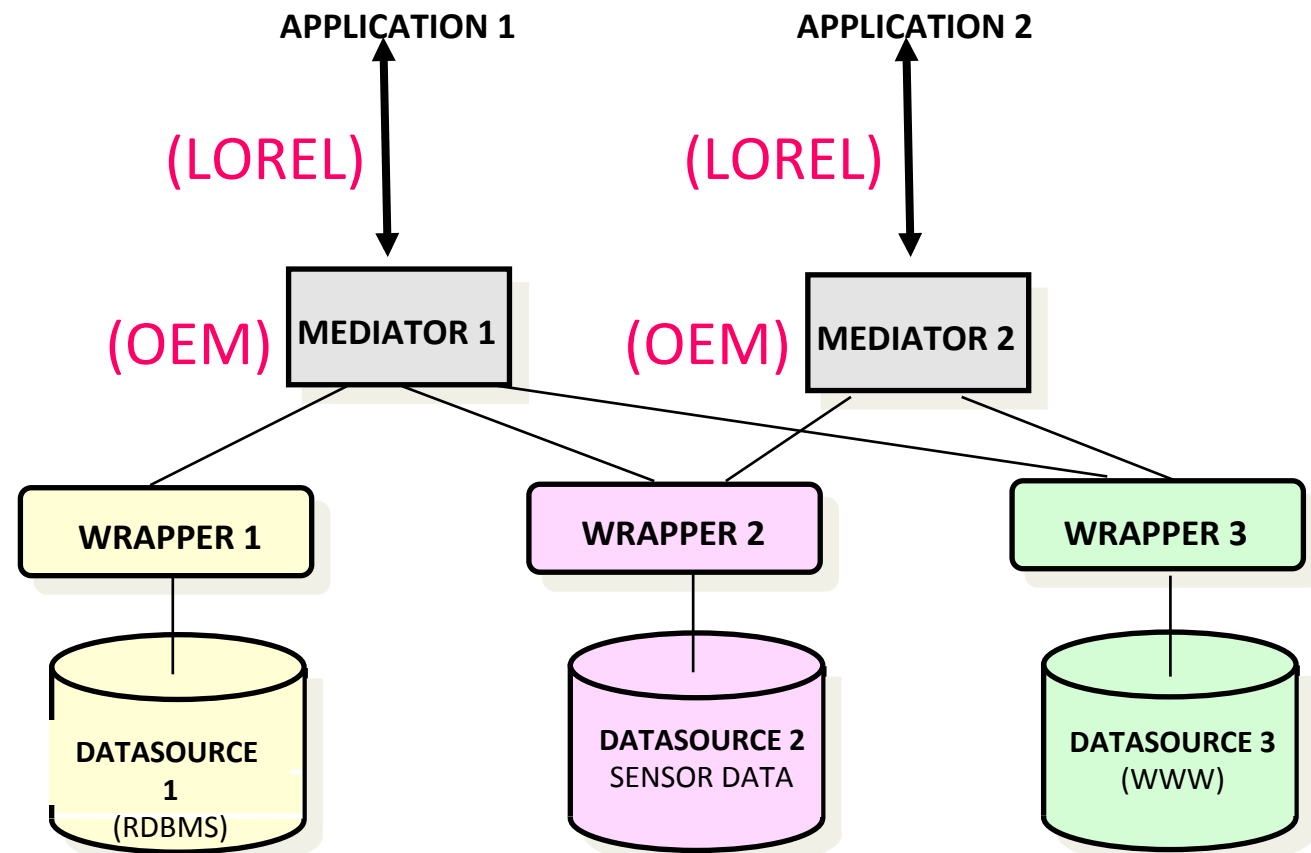 APPLICATION 1
APPLICATION 2
(LOREL)
(LOREL)
(OEM)
MEDIATOR 1
(OEM)
MEDIATOR 2
WRAPPER 1
WRAPPER 2
WRAPPER 3
DATASOURCE
1
(RDBMS)
DATASOURCE 2
SENSOR DATA
DATASOURCE 3
(WWW)